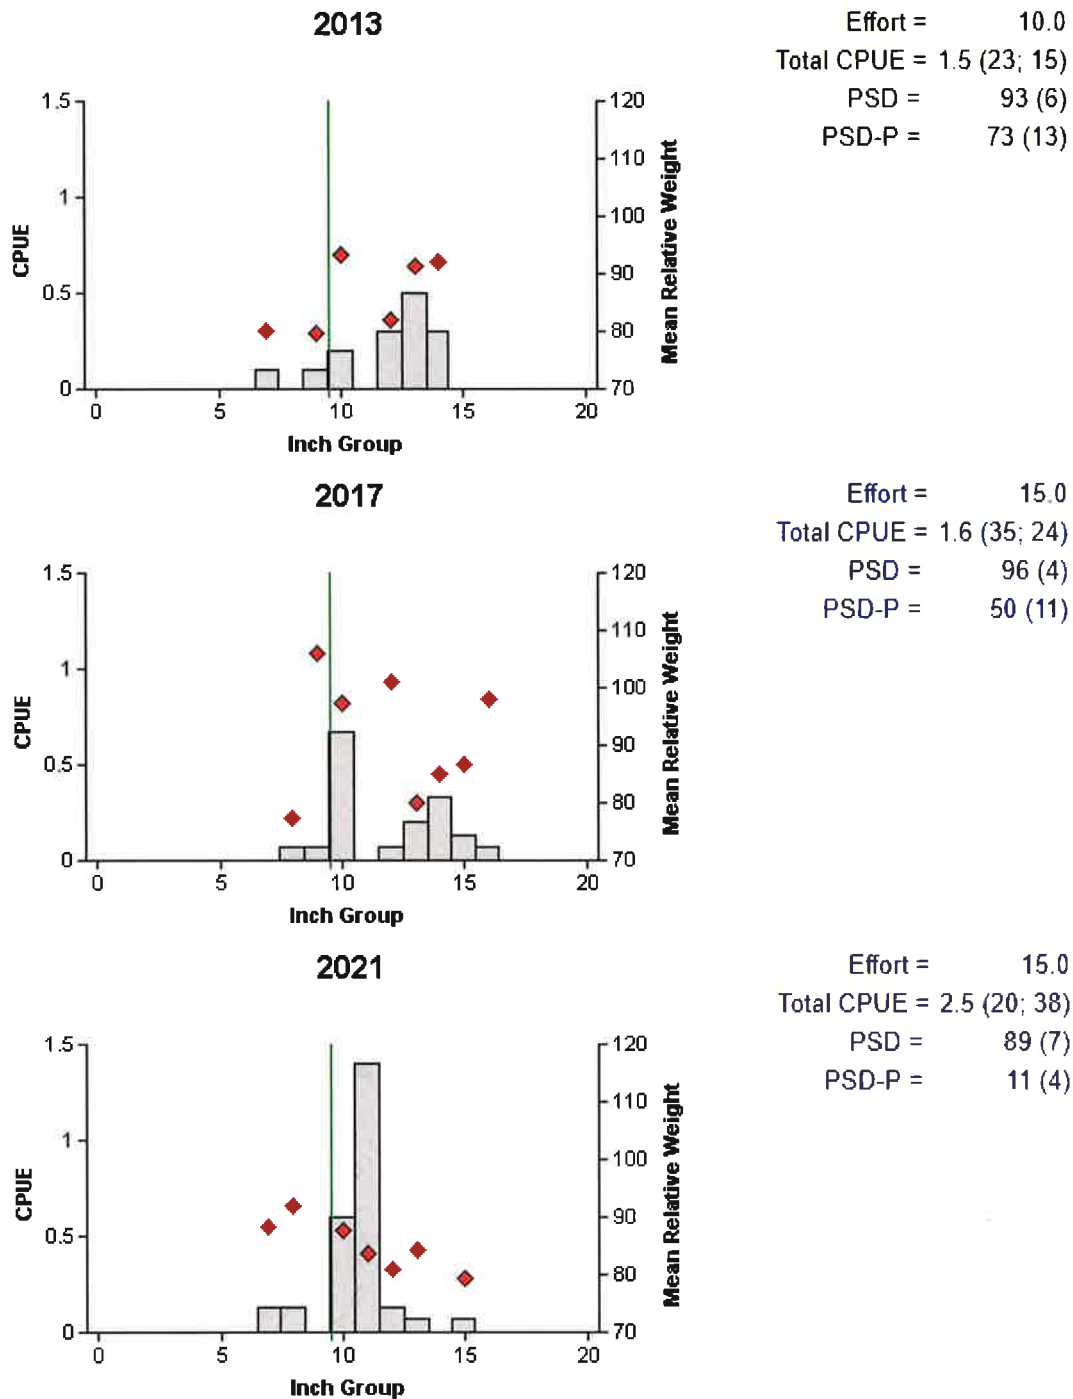 2013
Effort = 10.0
Total CPUE = 1.5 (23; 15)
PSD = 93 (6)
PSD-P = 73 (13)
1.5
1
0.5
0
CPUE
120
110
100
90
80
70
Mean Relative Weight
0 5 10 15 20
Inch Group
2017
Effort = 15.0
Total CPUE = 1.6 (35; 24)
PSD = 96 (4)
PSD-P = 50 (11)
1.5
1
0.5
0
CPUE
120
110
100
90
80
70
Mean Relative Weight
0 5 10 15 20
Inch Group
2021
Effort = 15.0
Total CPUE = 2.5 (20; 38)
PSD = 89 (7)
PSD-P = 11 (4)
1.5
1
0.5
0
CPUE
120
110
100
90
80
70
Mean Relative Weight
0 5 10 15 20
Inch Group